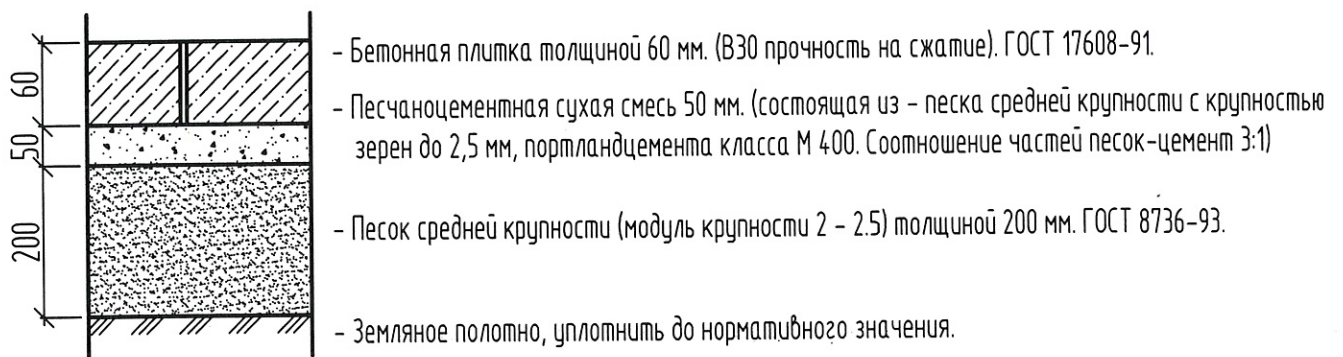 60
– Бетонная плитка толщиной 60 мм. (В30 прочность на сжатие). ГОСТ 17608-91.
50
– Песчаноцементная сухая смесь 50 мм. (состоящая из – песка средней крупности с крупностью
зерен до 2,5 мм, портландцемента класса М 400. Соотношение частей песок-цемент 3:1)
200
– Песок средней крупности (модуль крупности 2 – 2.5) толщиной 200 мм. ГОСТ 8736-93.
– Земляное полотно, уплотнить до нормативного значения.